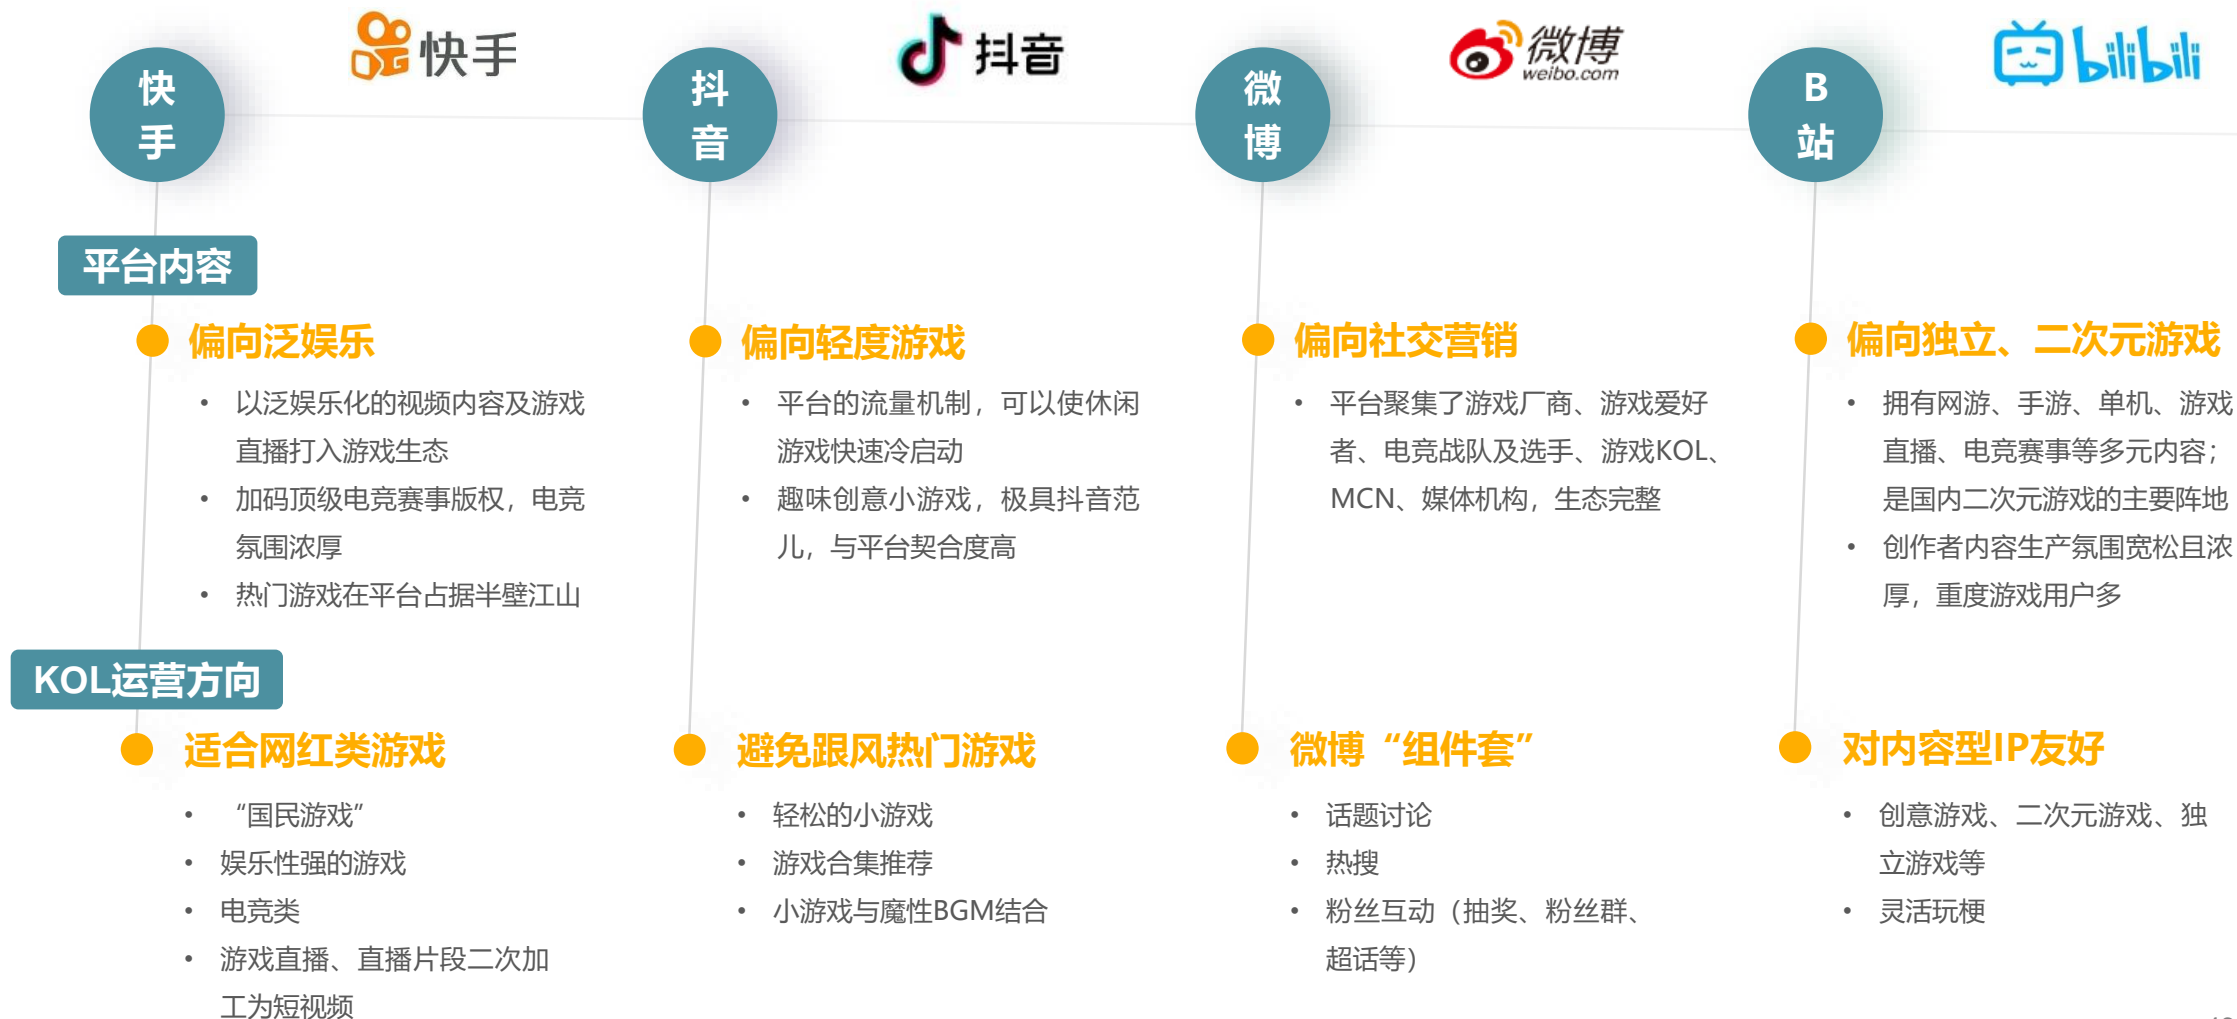 快手
抖音
微博
weibo.com
bilibili
快
手
抖
音
微
博
B
站
平台内容
偏向泛娱乐
• 以泛娱乐化的视频内容及游戏
直播打入游戏生态
• 加码顶级电竞赛事版权，电竞
氛围浓厚
• 热门游戏在平台占据半壁江山
偏向轻度游戏
• 平台的流量机制，可以使休闲
游戏快速冷启动
• 趣味创意小游戏，极具抖音范
儿，与平台契合度高
偏向社交营销
• 平台聚集了游戏厂商、游戏爱好
者、电竞战队及选手、游戏KOL、
MCN、媒体机构，生态完整
偏向独立、二次元游戏
• 拥有网游、手游、单机、游戏
直播、电竞赛事等多元内容；
是国内二次元游戏的主要阵地
• 创作者内容生产氛围宽松且浓
厚，重度游戏用户多
KOL运营方向
适合网红类游戏
• “国民游戏”
• 娱乐性强的游戏
• 电竞类
• 游戏直播、直播片段二次加
工为短视频
避免跟风热门游戏
• 轻松的小游戏
• 游戏合集推荐
• 小游戏与魔性BGM结合
微博“组件套”
• 话题讨论
• 热搜
• 粉丝互动（抽奖、粉丝群、
超话等）
对内容型IP友好
• 创意游戏、二次元游戏、独
立游戏等
• 灵活玩梗